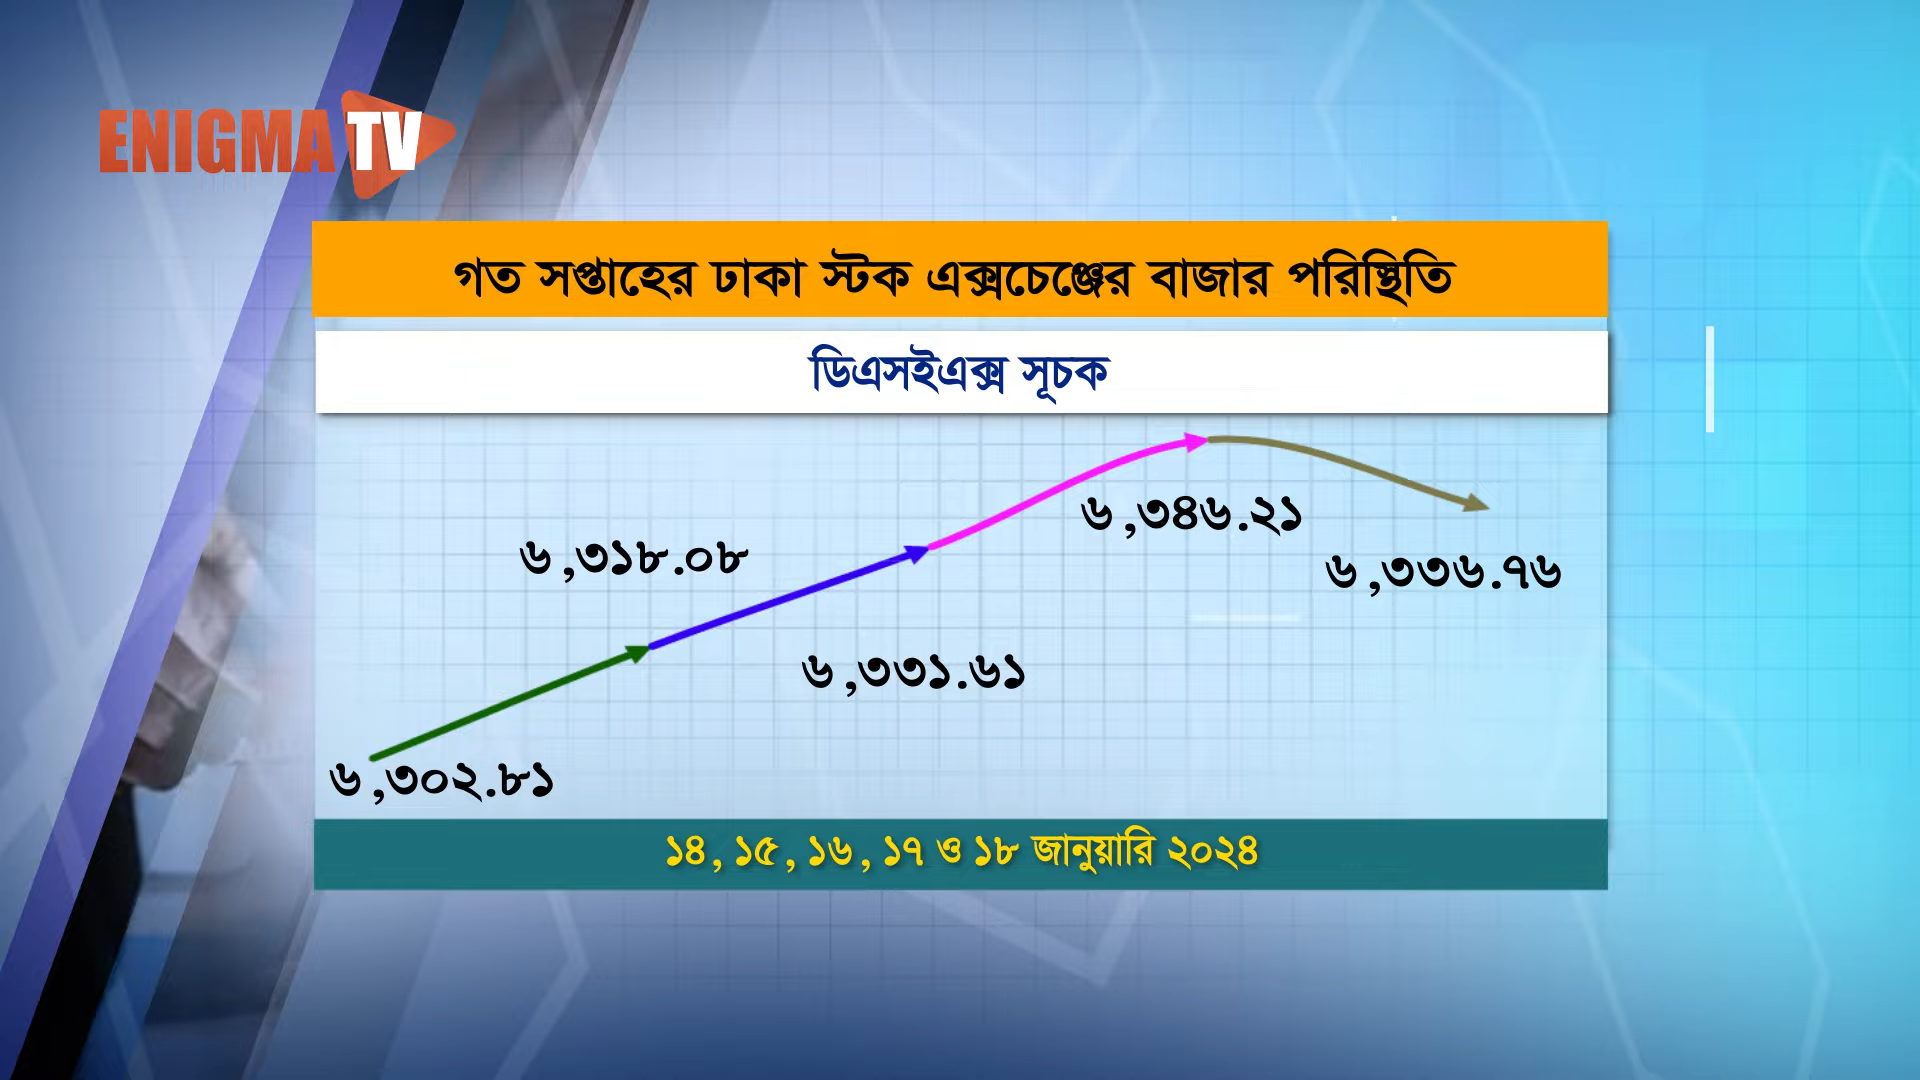 ENIGMA TV
গত সপ্তাহের ঢাকা স্টক এক্সচেঞ্জের বাজার পরিস্থিতি
ডিএসইএক্স সূচক
৬,৩৪৬.২১
৬,৩১৮.০৮
৬,৩৩৬.৭৬
৬,৩৩১.৬১
৬,৩০২.৮১
১৪, ১৫, ১৬, ১৭ ও ১৮ জানুয়ারি ২০২৪